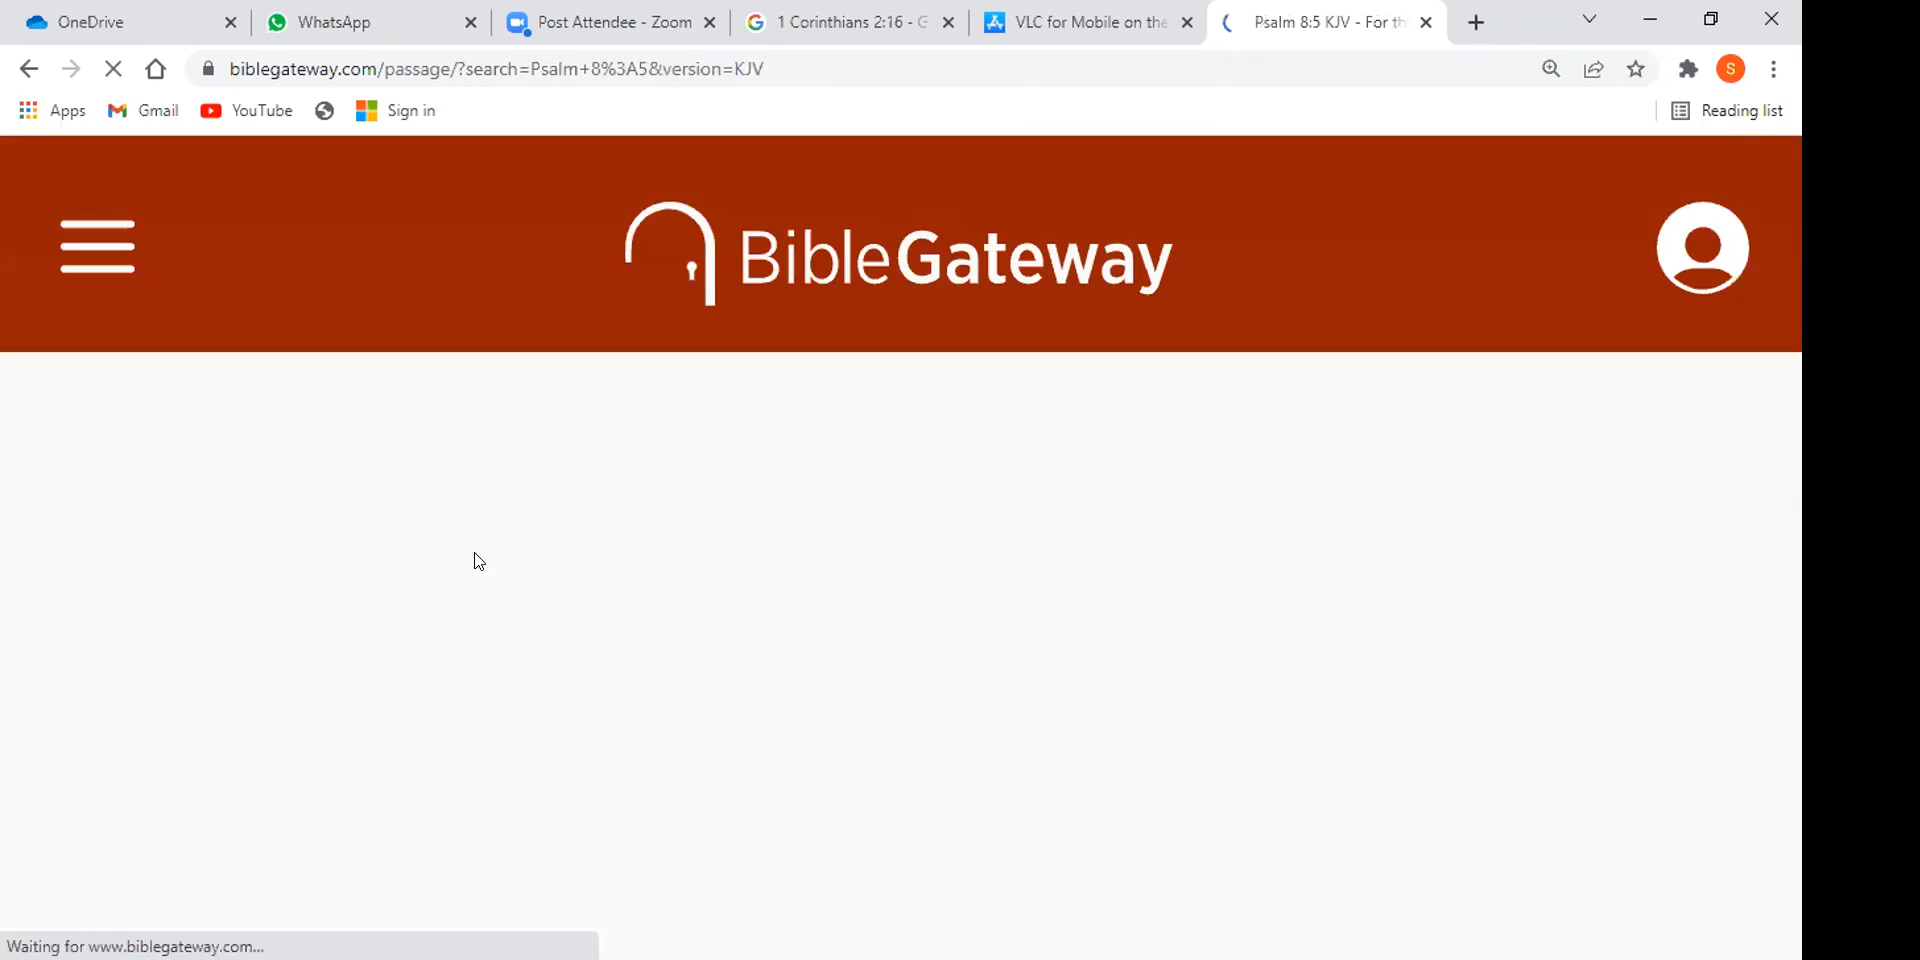 OneDrive
WhatsApp
Post Attendee - Zoom
1 Corinthians 2:16 - G
VLC for Mobile on the
Psalm 8:5 KJV - For th
biblegateway.com/passage/?search=Psalm+8%3A5&version=KJV
S
Apps
Gmail
YouTube
Sign in
Reading list
BibleGateway
Waiting for www.biblegateway.com...